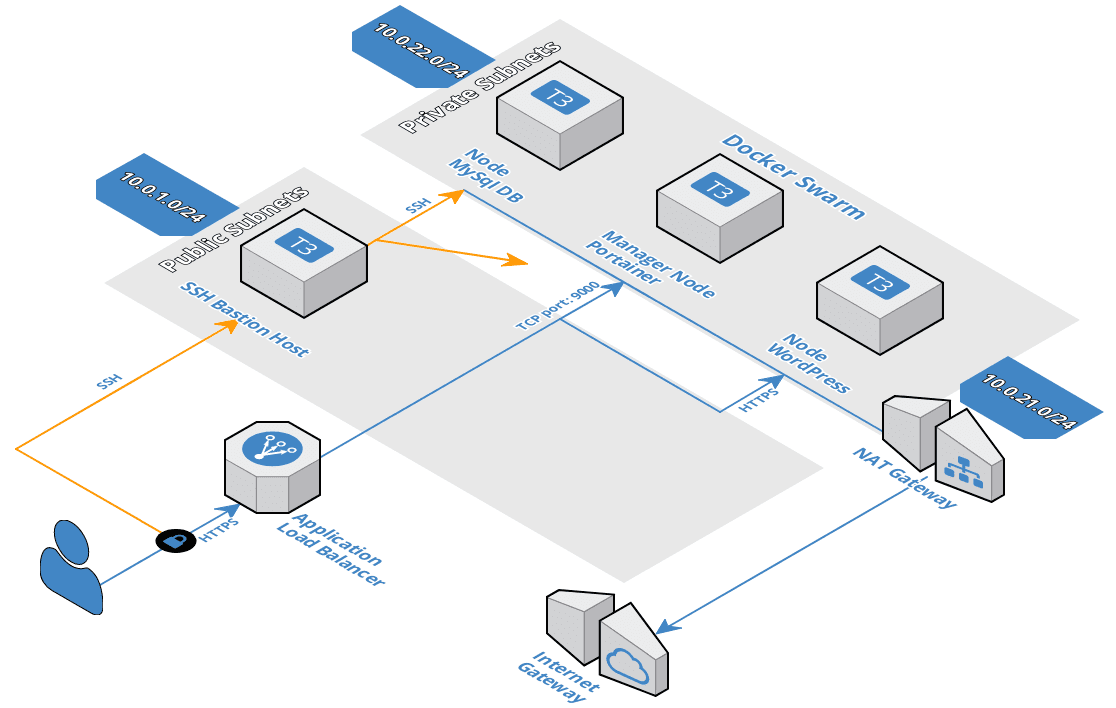 10.0.22.0/24
Private Subnets
T3
Node
MySql DB
Docker Swarm
T3
Manager Node
Portainer
T3
Node
WordPress
10.0.21.0/24
NAT Gateway
10.0.1.0/24
Public Subnets
T3
SSH Bastion Host
SSH
SSH
TCP port: 9000
HTTPS
HTTPS
Application
Load Balancer
Internet
Gateway